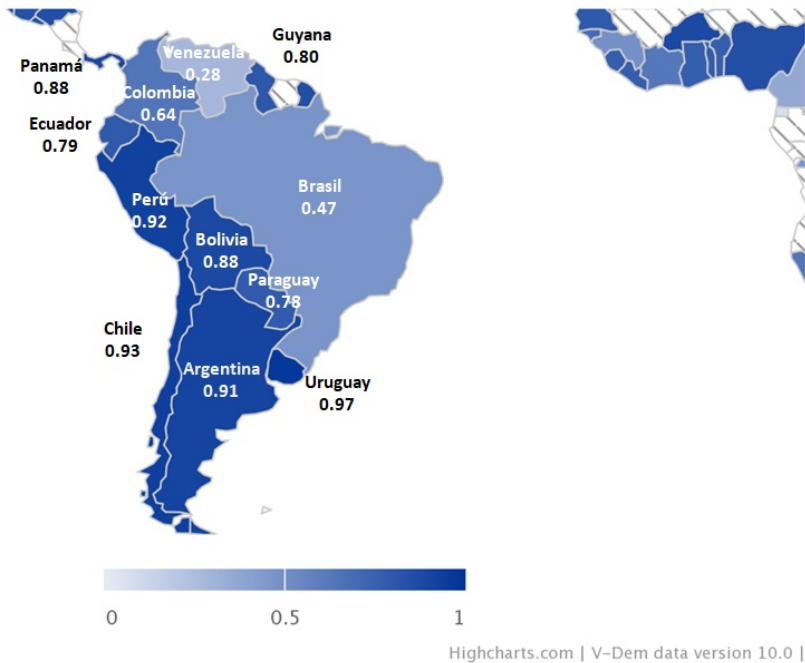 Guyana
0.80
Venezuela
0.28
Panamá
0.88
Colombia
0.64
Ecuador
0.79
Brasil
0.47
Perú
0.92
Bolivia
0.88
Paraguay
0.78
Chile
0.93
Argentina
0.91
Uruguay
0.97
0 0.5 1
Highcharts.com | V-Dem data version 10.0 |